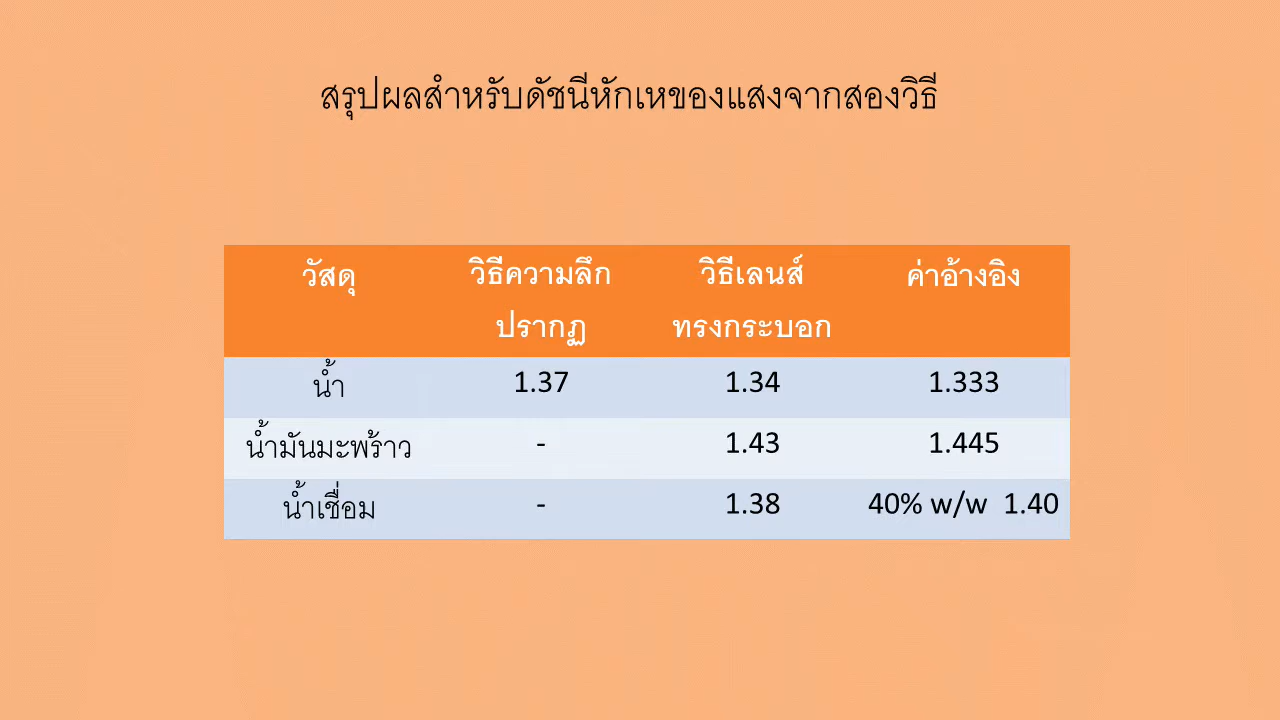 สรุปผลสำหรับดัชนีหักเหของแสงจากสองวิธี
วัสดุ วิธีความลึกปรากฏ วิธีเลนส์ทรงกระบอก ค่าอ้างอิง
น้ำ 1.37 1.34 1.333
น้ำมันมะพร้าว - 1.43 1.445
น้ำเชื่อม - 1.38 40% w/w 1.40